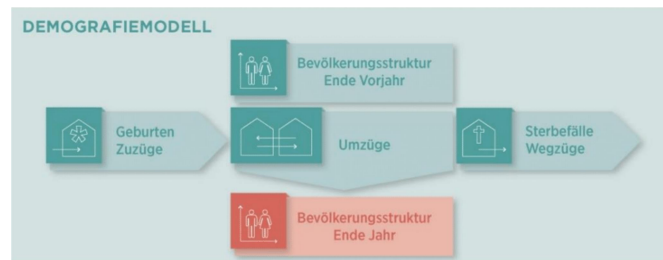 DEMOGRAFIEMODELL
Bevölkerungsstruktur
Ende Vorjahr
Geburten
Zuzüge
Umzüge
Sterbefälle
Wegzüge
Bevölkerungsstruktur
Ende Jahr